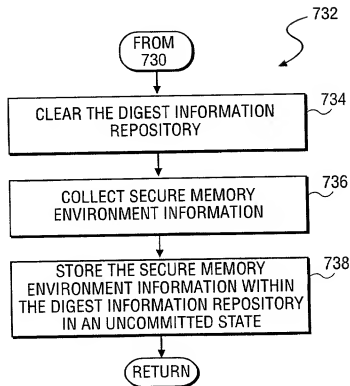 732
FROM
730
734
CLEAR THE DIGEST INFORMATION
REPOSITORY
736
COLLECT SECURE MEMORY
ENVIRONMENT INFORMATION
738
STORE THE SECURE MEMORY
ENVIRONMENT INFORMATION WITHIN
THE DIGEST INFORMATION REPOSITORY
IN AN UNCOMMITTED STATE
RETURN